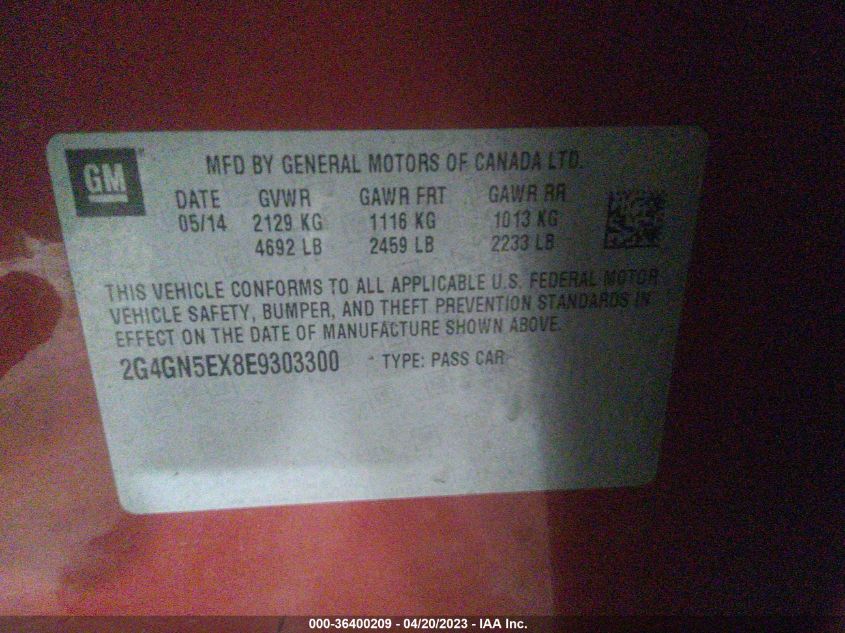 GM
MFD BY GENERAL MOTORS OF CANADA LTD.
DATE GVWR GAWR FRT GAWR RR
05/14 2129 KG 1116 KG 1013 KG
4692 LB 2459 LB 2233 LB
THIS VEHICLE CONFORMS TO ALL APPLICABLE U.S. FEDERAL MOTOR
VEHICLE SAFETY, BUMPER, AND THEFT PREVENTION STANDARDS IN
EFFECT ON THE DATE OF MANUFACTURE SHOWN ABOVE.
2G4GN5EX8E9303300 TYPE: PASS CAR
000-36400209 - 04/20/2023 - IAA Inc.